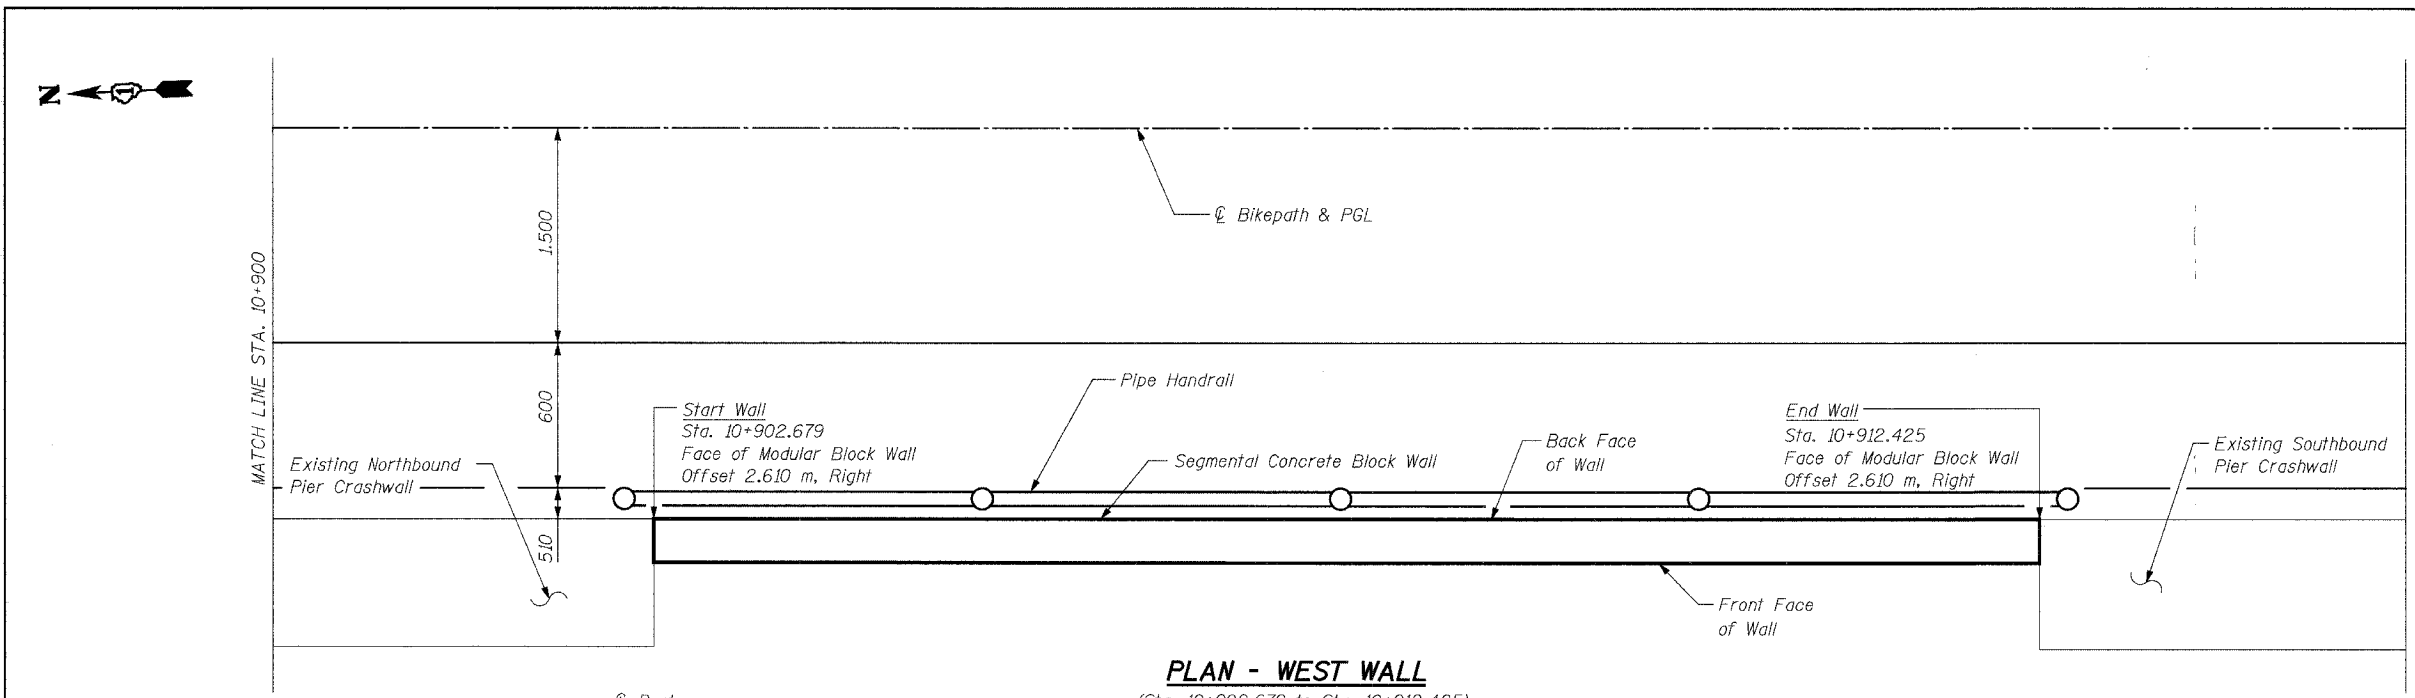 N
℄ Bikepath & PGL
1.500
MATCH LINE STA. 10+900
600
Pipe Handrail
Start Wall
Sta. 10+902.679
Face of Modular Block Wall
Offset 2.610 m, Right
End Wall
Sta. 10+912.425
Face of Modular Block Wall
Offset 2.610 m, Right
Existing Northbound
Pier Crashwall
Segmental Concrete Block Wall
Back Face
of Wall
Existing Southbound
Pier Crashwall
510
Front Face
of Wall
PLAN - WEST WALL